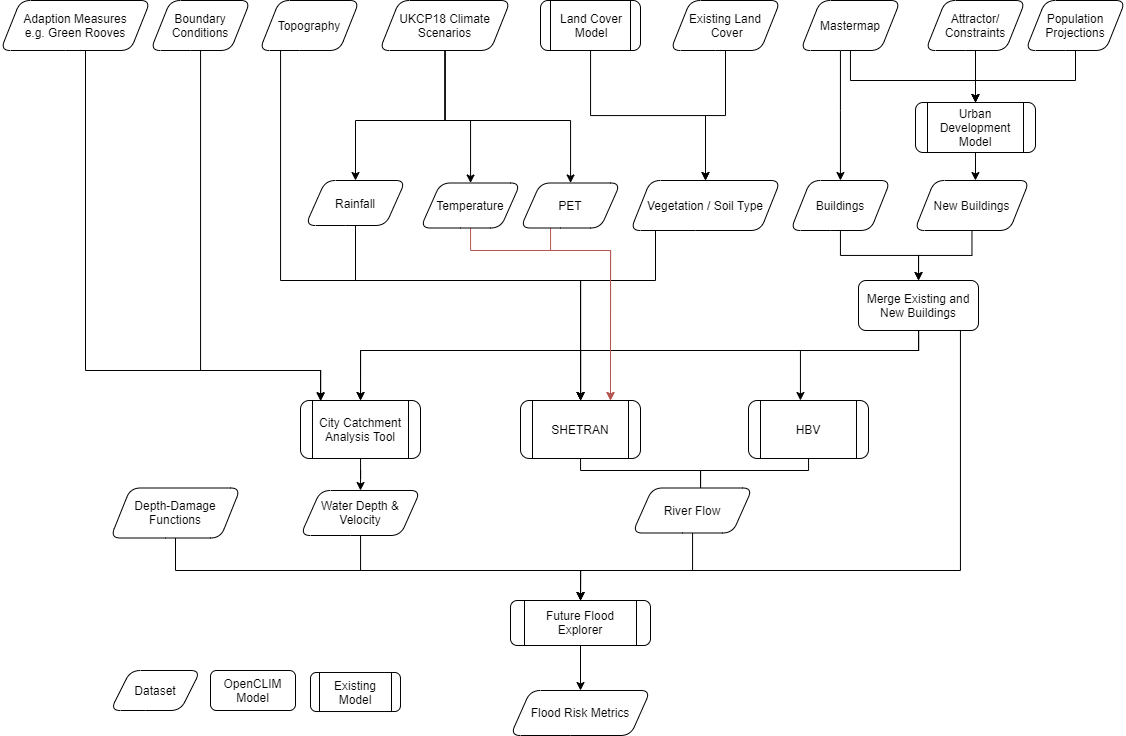 Adaption Measures
e.g. Green Rooves
Boundary
Conditions
Topography
UKCP18 Climate
Scenarios
Land Cover
Model
Existing Land
Cover
Mastermap
Attractor/
Constraints
Population
Projections
Urban
Development
Model
Rainfall
Temperature
PET
Vegetation / Soil Type
Buildings
New Buildings
Merge Existing and
New Buildings
City Catchment
Analysis Tool
SHETRAN
HBV
Depth-Damage
Functions
Water Depth &
Velocity
River Flow
Future Flood
Explorer
Dataset
OpenCLIM
Model
Existing
Model
Flood Risk Metrics